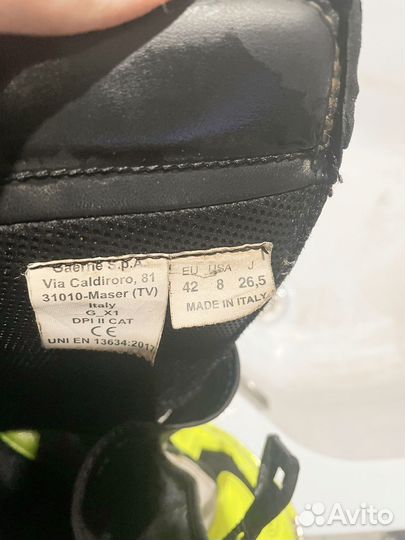 Gaerne S.p.A.
Via Caldiroro, 81
31010-Maser (TV)
Italy
G_X1
DPI II CAT
CE
UNI EN 13634:2017
EU USA J
42 8 26,5
MADE IN ITALY
Avito